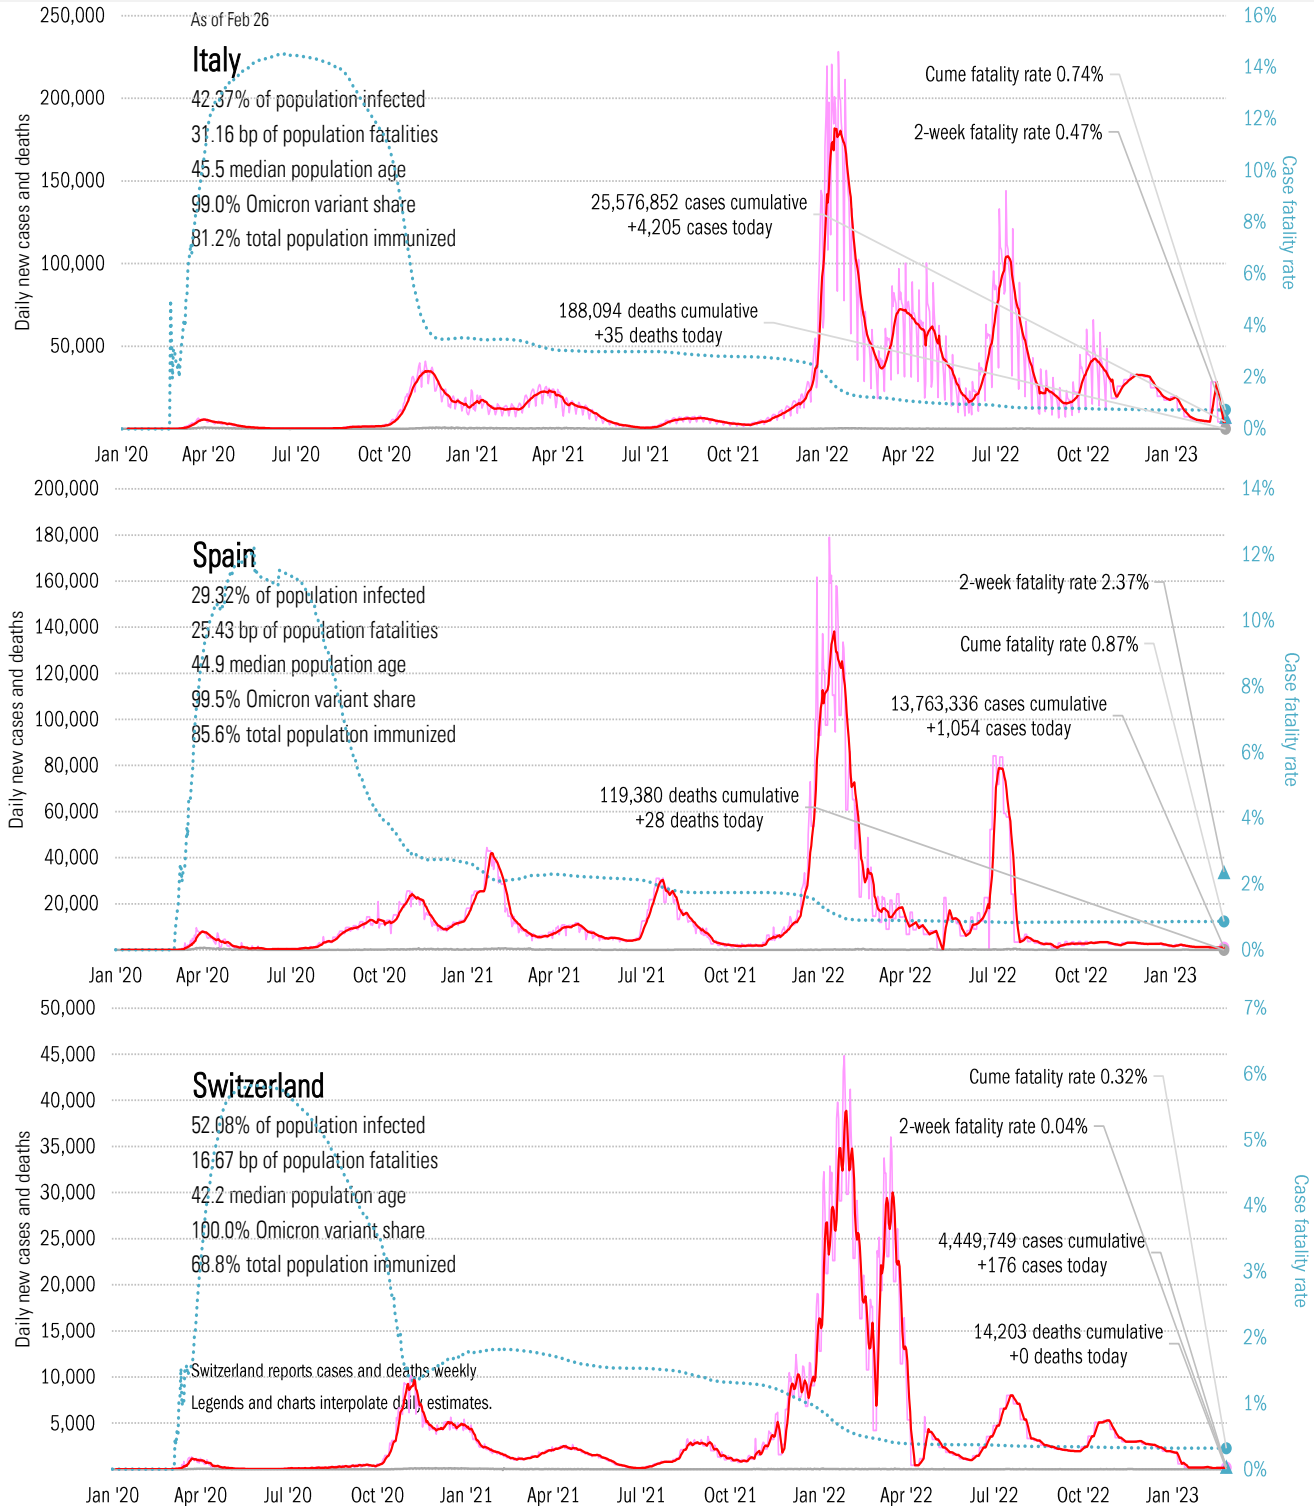 As of Feb 26
250,000
200,000
150,000
100,000
50,000
Daily new cases and deaths
Italy
42.37% of population infected
31.16 bp of population fatalities
45.5 median population age
99.0% Omicron variant share
81.2% total population immunized
25,576,852 cases cumulative
+4,205 cases today
188,094 deaths cumulative
+35 deaths today
Cume fatality rate 0.74%
2-week fatality rate 0.47%
16%
14%
12%
10%
8%
6%
4%
2%
0%
Case fatality rate
Jan '20 Apr '20 Jul '20 Oct '20 Jan '21 Apr '21 Jul '21 Oct '21 Jan '22 Apr '22 Jul '22 Oct '22 Jan '23
200,000
180,000
160,000
140,000
120,000
100,000
80,000
60,000
40,000
20,000
Daily new cases and deaths
Spain
29.32% of population infected
25.43 bp of population fatalities
44.9 median population age
99.5% Omicron variant share
85.6% total population immunized
119,380 deaths cumulative
+28 deaths today
2-week fatality rate 2.37%
Cume fatality rate 0.87%
13,763,336 cases cumulative
+1,054 cases today
14%
12%
10%
8%
6%
4%
2%
0%
Case fatality rate
Jan '20 Apr '20 Jul '20 Oct '20 Jan '21 Apr '21 Jul '21 Oct '21 Jan '22 Apr '22 Jul '22 Oct '22 Jan '23
50,000
45,000
40,000
35,000
30,000
25,000
20,000
15,000
10,000
5,000
Daily new cases and deaths
Switzerland
52.08% of population infected
16.67 bp of population fatalities
42.2 median population age
100.0% Omicron variant share
68.8% total population immunized
Switzerland reports cases and deaths weekly
Legends and charts interpolate daily estimates.
Cume fatality rate 0.32%
2-week fatality rate 0.04%
4,449,749 cases cumulative
+176 cases today
14,203 deaths cumulative
+0 deaths today
7%
6%
5%
4%
3%
2%
1%
0%
Case fatality rate
Jan '20 Apr '20 Jul '20 Oct '20 Jan '21 Apr '21 Jul '21 Oct '21 Jan '22 Apr '22 Jul '22 Oct '22 Jan '23